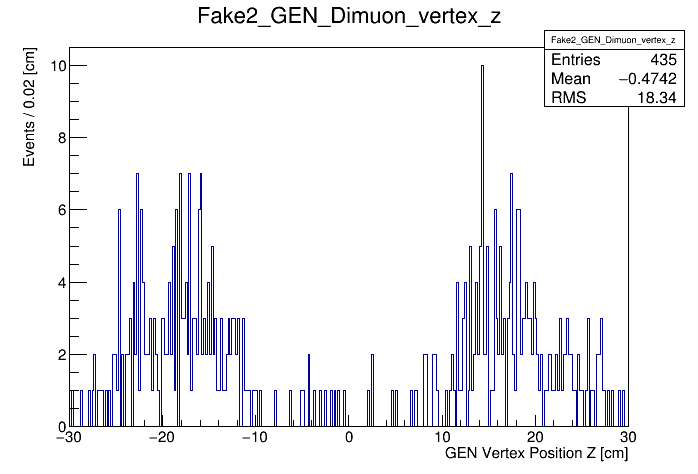 Fake2_GEN_Dimuon_vertex_z
Fake2_GEN_Dimuon_vertex_z
Entries 435
Mean −0.4742
RMS 18.34
Events / 0.02 [cm]
10
8
6
4
2
0
−30 −20 −10 0 10 20 30
GEN Vertex Position Z [cm]